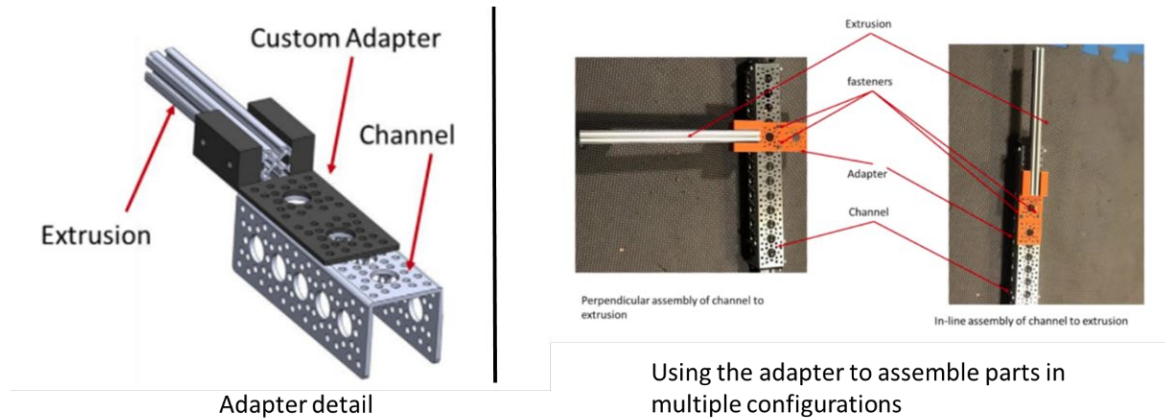 Custom Adapter
Channel
Extrusion
Adapter detail
Extrusion
fasteners
Adapter
Channel
Perpendicular assembly of channel to
extrusion
In-line assembly of channel to extrusion
Using the adapter to assemble parts in
multiple configurations